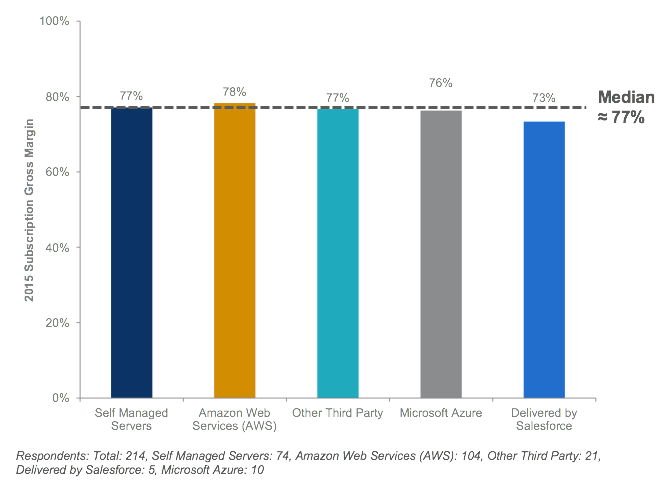 100%
80%
60%
40%
20%
0%
2015 Subscription Gross Margin
77%
78%
77%
76%
73%
Median
≈ 77%
Self Managed
Servers
Amazon Web
Services (AWS)
Other Third Party
Microsoft Azure
Delivered by
Salesforce
Respondents: Total: 214, Self Managed Servers: 74, Amazon Web Services (AWS): 104, Other Third Party: 21,
Delivered by Salesforce: 5, Microsoft Azure: 10